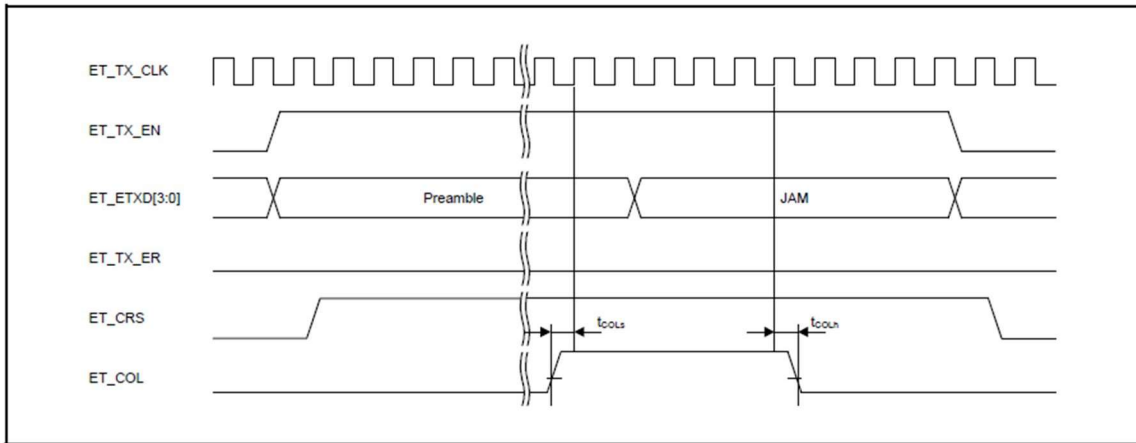 ET_TX_CLK
ET_TX_EN
ET_ETXD[3:0]
Preamble
JAM
ET_TX_ER
ET_CRS
tCOLs
tCOLh
ET_COL